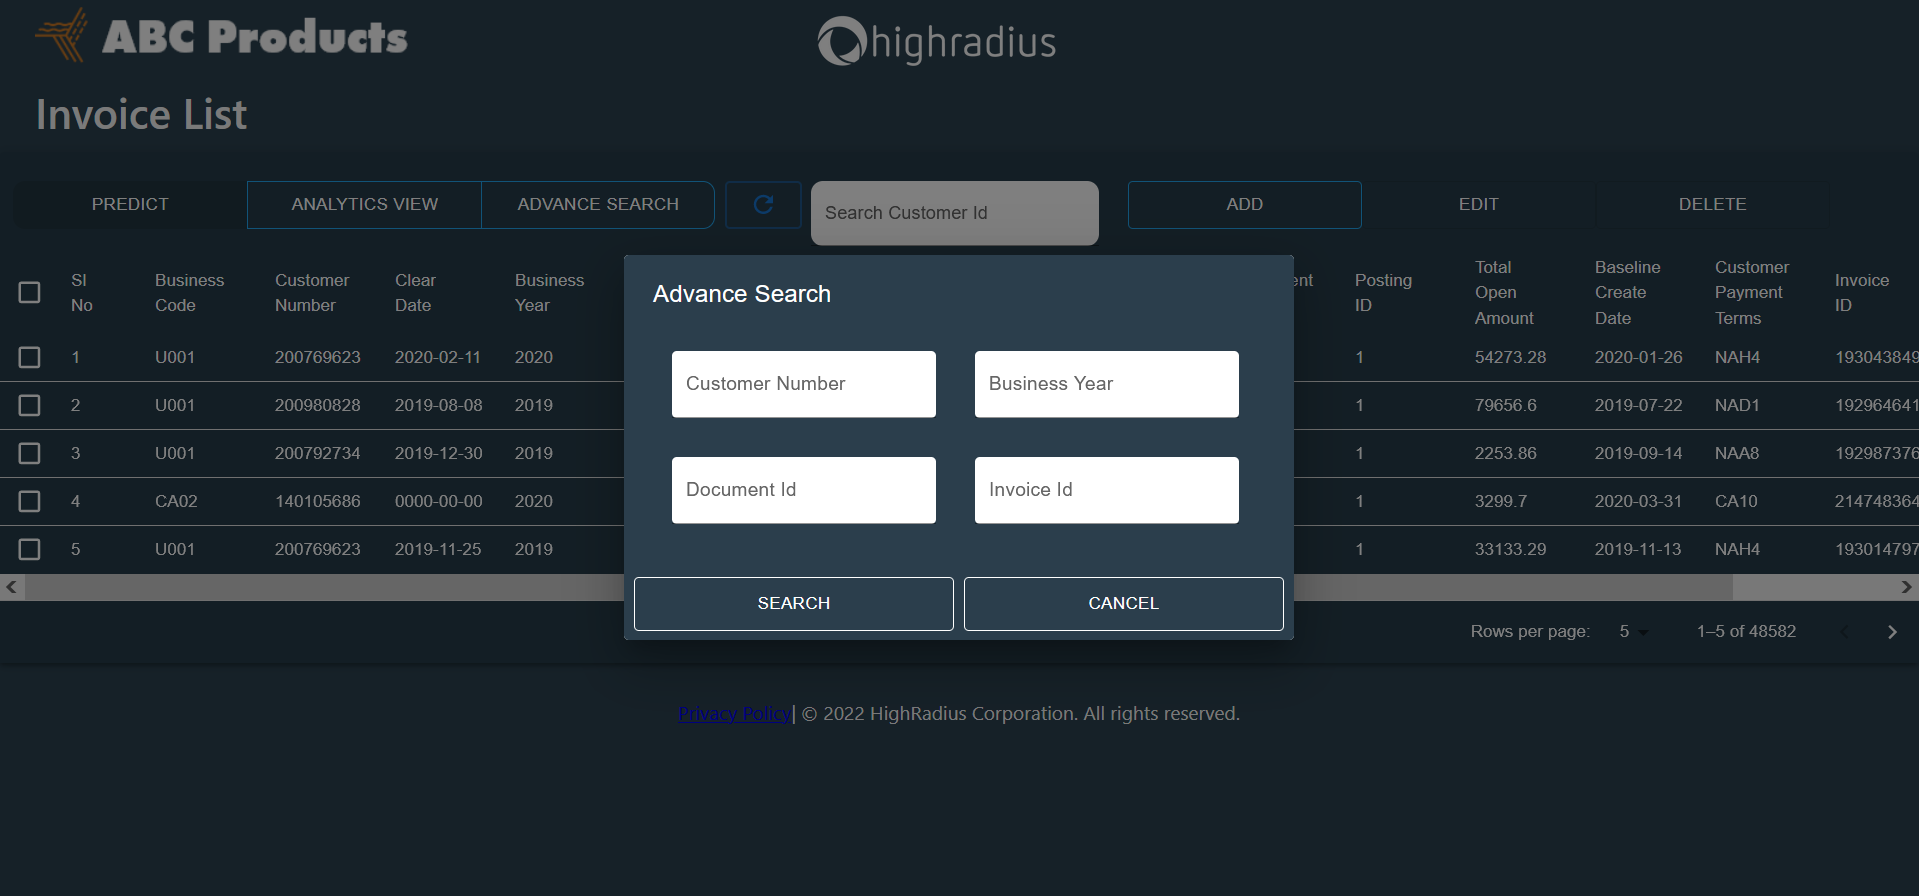 ABC Products
highradius
Invoice List
PREDICT
ANALYTICS VIEW
ADVANCE SEARCH
Search Customer Id
ADD
EDIT
DELETE
Sl No Business Code Customer Number Clear Date Business Year Posting ID Total Open Amount Baseline Create Date Customer Payment Terms Invoice ID
1 U001 200769623 2020-02-11 2020 1 54273.28 2020-01-26 NAH4 193043849
2 U001 200980828 2019-08-08 2019 1 79656.6 2019-07-22 NAD1 192964641
3 U001 200792734 2019-12-30 2019 1 2253.86 2019-09-14 NAA8 192987376
4 CA02 140105686 0000-00-00 2020 1 3299.7 2020-03-31 CA10 214748364
5 U001 200769623 2019-11-25 2019 1 33133.29 2019-11-13 NAH4 193014797
Advance Search
Customer Number
Business Year
Document Id
Invoice Id
SEARCH
CANCEL
Rows per page: 5 1–5 of 48582
Privacy Policy| © 2022 HighRadius Corporation. All rights reserved.